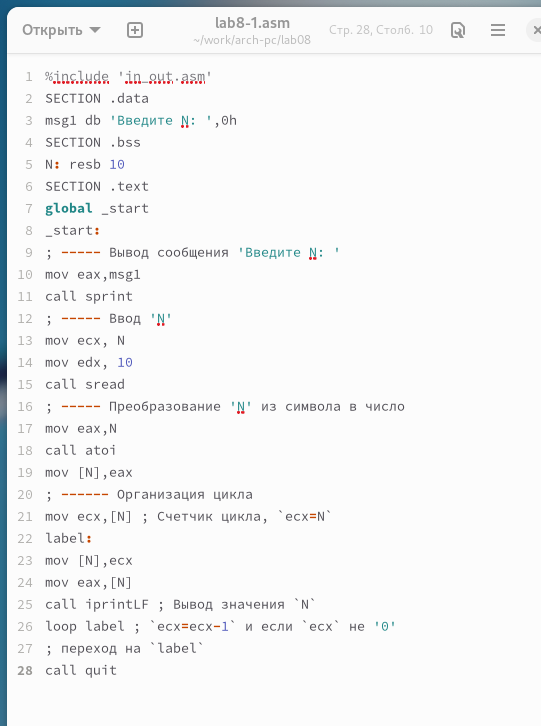 Открыть
lab8-1.asm
~/work/arch-pc/lab08
Стр. 28, Столб. 10
1 %include 'in_out.asm'
2 SECTION .data
3 msg1 db 'Введите N: ',0h
4 SECTION .bss
5 N: resb 10
6 SECTION .text
7 global _start
8 _start:
9 ; ----- Вывод сообщения 'Введите N: '
10 mov eax,msg1
11 call sprint
12 ; ----- Ввод 'N'
13 mov ecx, N
14 mov edx, 10
15 call sread
16 ; ----- Преобразование 'N' из символа в число
17 mov eax,N
18 call atoi
19 mov [N],eax
20 ; ------ Организация цикла
21 mov ecx,[N] ; Счетчик цикла, `ecx=N`
22 label:
23 mov [N],ecx
24 mov eax,[N]
25 call iprintLF ; Вывод значения `N`
26 loop label ; `ecx=ecx-1` и если `ecx` не '0'
27 ; переход на `label`
28 call quit